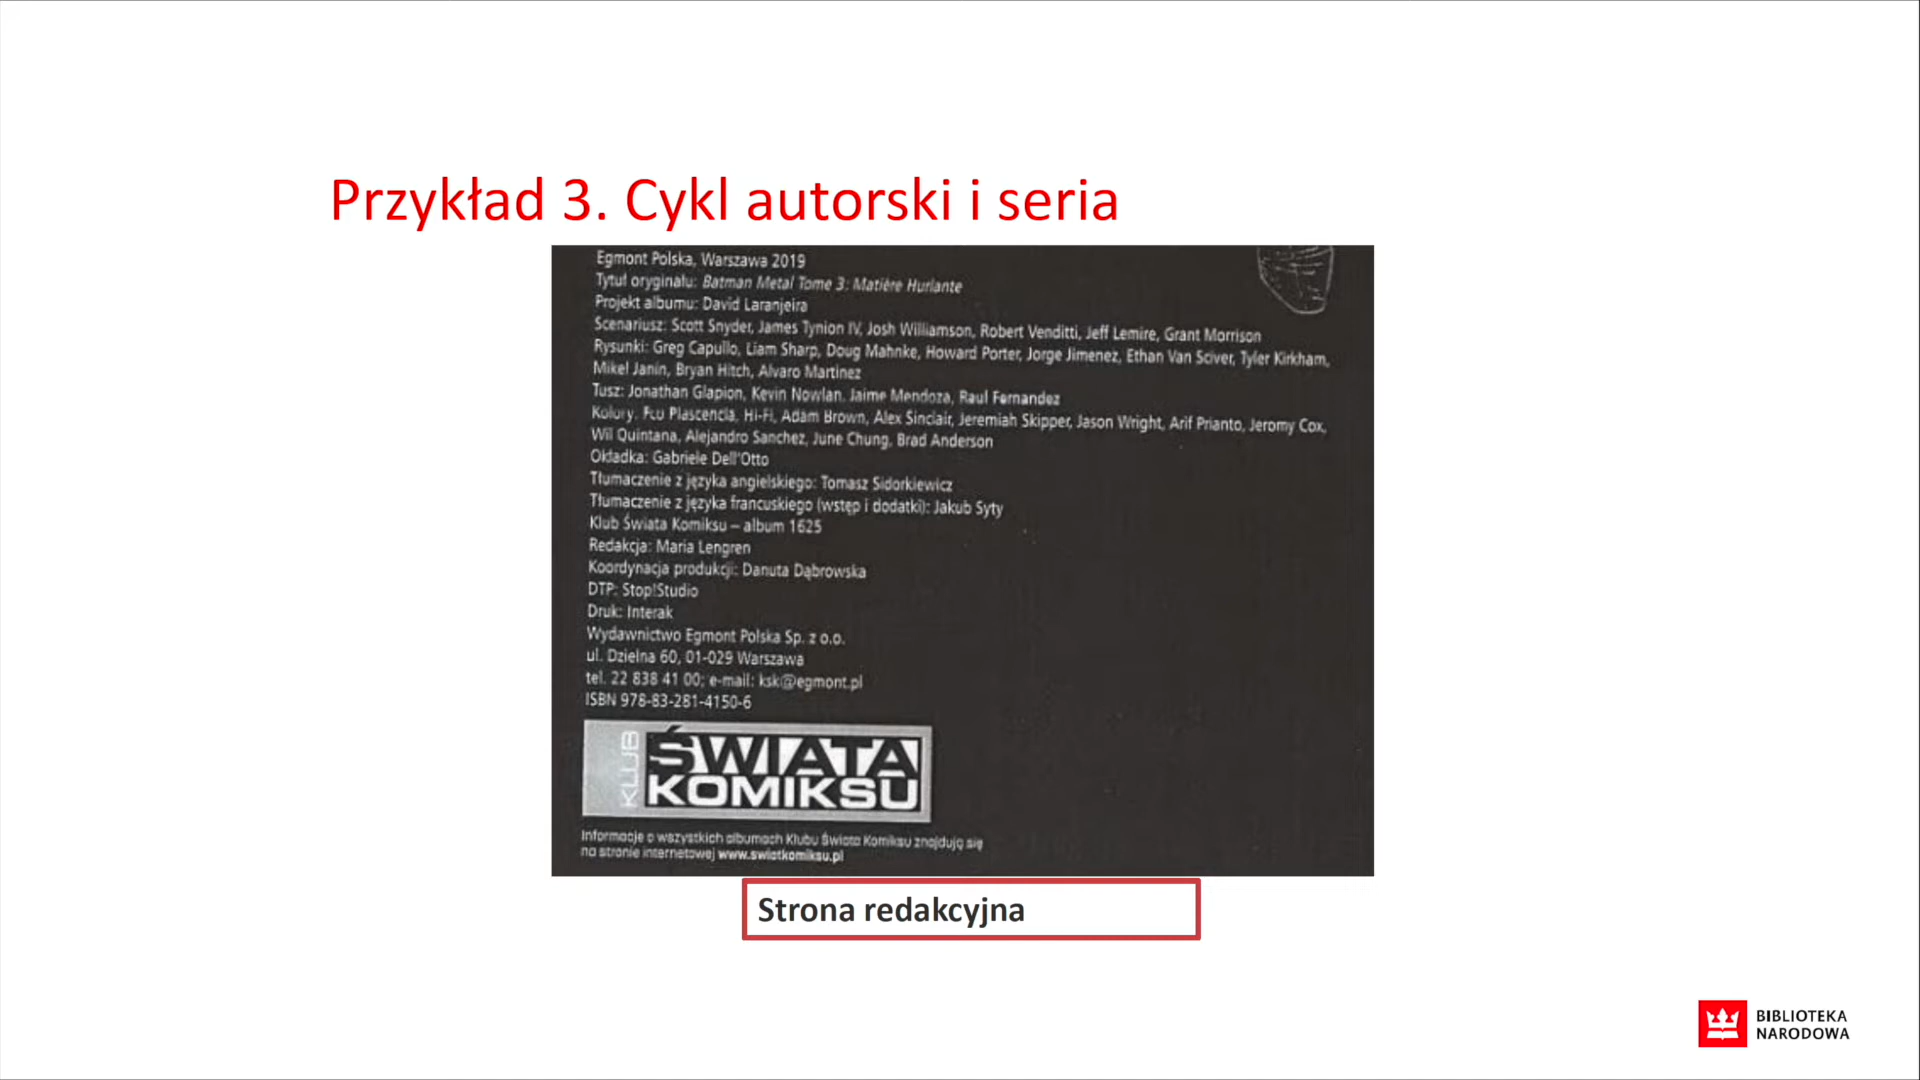 Przykład 3. Cykl autorski i seria
Egmont Polska, Warszawa 2019
Tytuł oryginału: Batman Metal Tome 3: Matiére Hurlante
Projekt albumu: David Laranjeira
Scenariusz: Scott Snyder, James Tynion IV, Josh Williamson, Robert Venditti, Jeff Lemire, Grant Morrison
Rysunki: Greg Capullo, Liam Sharp, Doug Mahnke, Howard Porter, Jorge Jimenez, Ethan Van Sciver, Tyler Kirkham,
Mikel Janin, Bryan Hitch, Alvaro Martinez
Tusz: Jonathan Glapion, Kevin Nowlan, Jaime Mendoza, Raul Fernandez
Kolory: Fco Plascencia, Hi-Fi, Adam Brown, Alex Sinclair, Jeremiah Skipper, Jason Wright, Arif Prianto, Jeromy Cox,
Wil Quintana, Alejandro Sanchez, June Chung, Brad Anderson
Okładka: Gabriele Dell'Otto
Tłumaczenie z języka angielskiego: Tomasz Sidorkiewicz
Tłumaczenie z języka francuskiego (wstęp i dodatki): Jakub Syty
Klub Świata Komiksu – album 1625
Redakcja: Maria Lengren
Koordynacja produkcji: Danuta Dąbrowska
DTP: Stop!Studio
Druk: Interak
Wydawnictwo Egmont Polska Sp. z o.o.
ul. Dzielna 60, 01-029 Warszawa
tel. 22 838 41 00; e-mail: ksk@egmont.pl
ISBN 978-83-281-4150-6
KLUB
ŚWIATA
KOMIKSU
Informacje o wszystkich albumach Klubu Świata Komiksu znajdują się
na stronie internetowej www.swiatkomiksu.pl
Strona redakcyjna
BIBLIOTEKA
NARODOWA